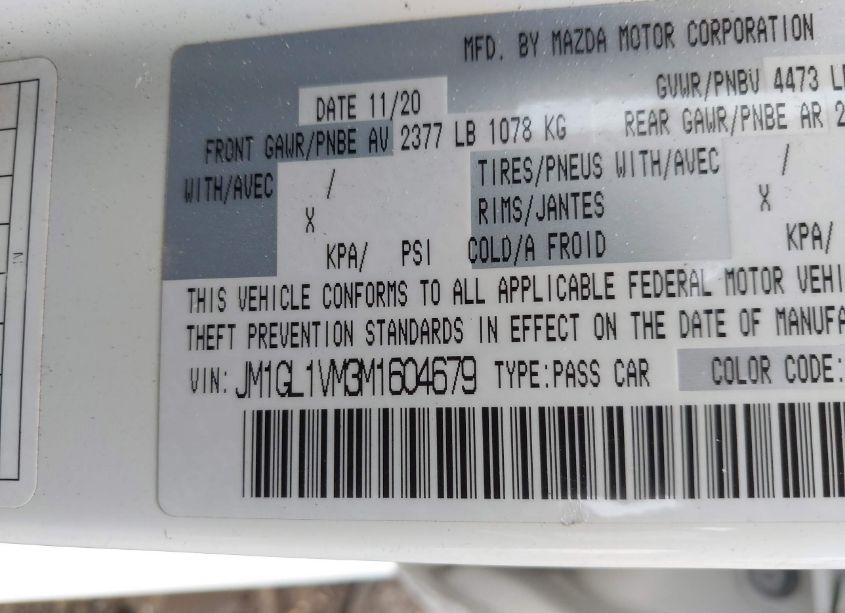 MFD. BY MAZDA MOTOR CORPORATION
DATE 11/20 GVWR/PNBV 4473
FRONT GAWR/PNBE AV 2377 LB 1078 KG REAR GAWR/PNBE AR 2
WITH/AVEC / TIRES/PNEUS WITH/AVEC /
X RIMS/JANTES X
KPA/ PSI COLD/A FROID KPA/
THIS VEHICLE CONFORMS TO ALL APPLICABLE FEDERAL MOTOR VEHI
THEFT PREVENTION STANDARDS IN EFFECT ON THE DATE OF MANUFA
VIN: JM1GL1VM3M1604679 TYPE:PASS CAR COLOR CODE: